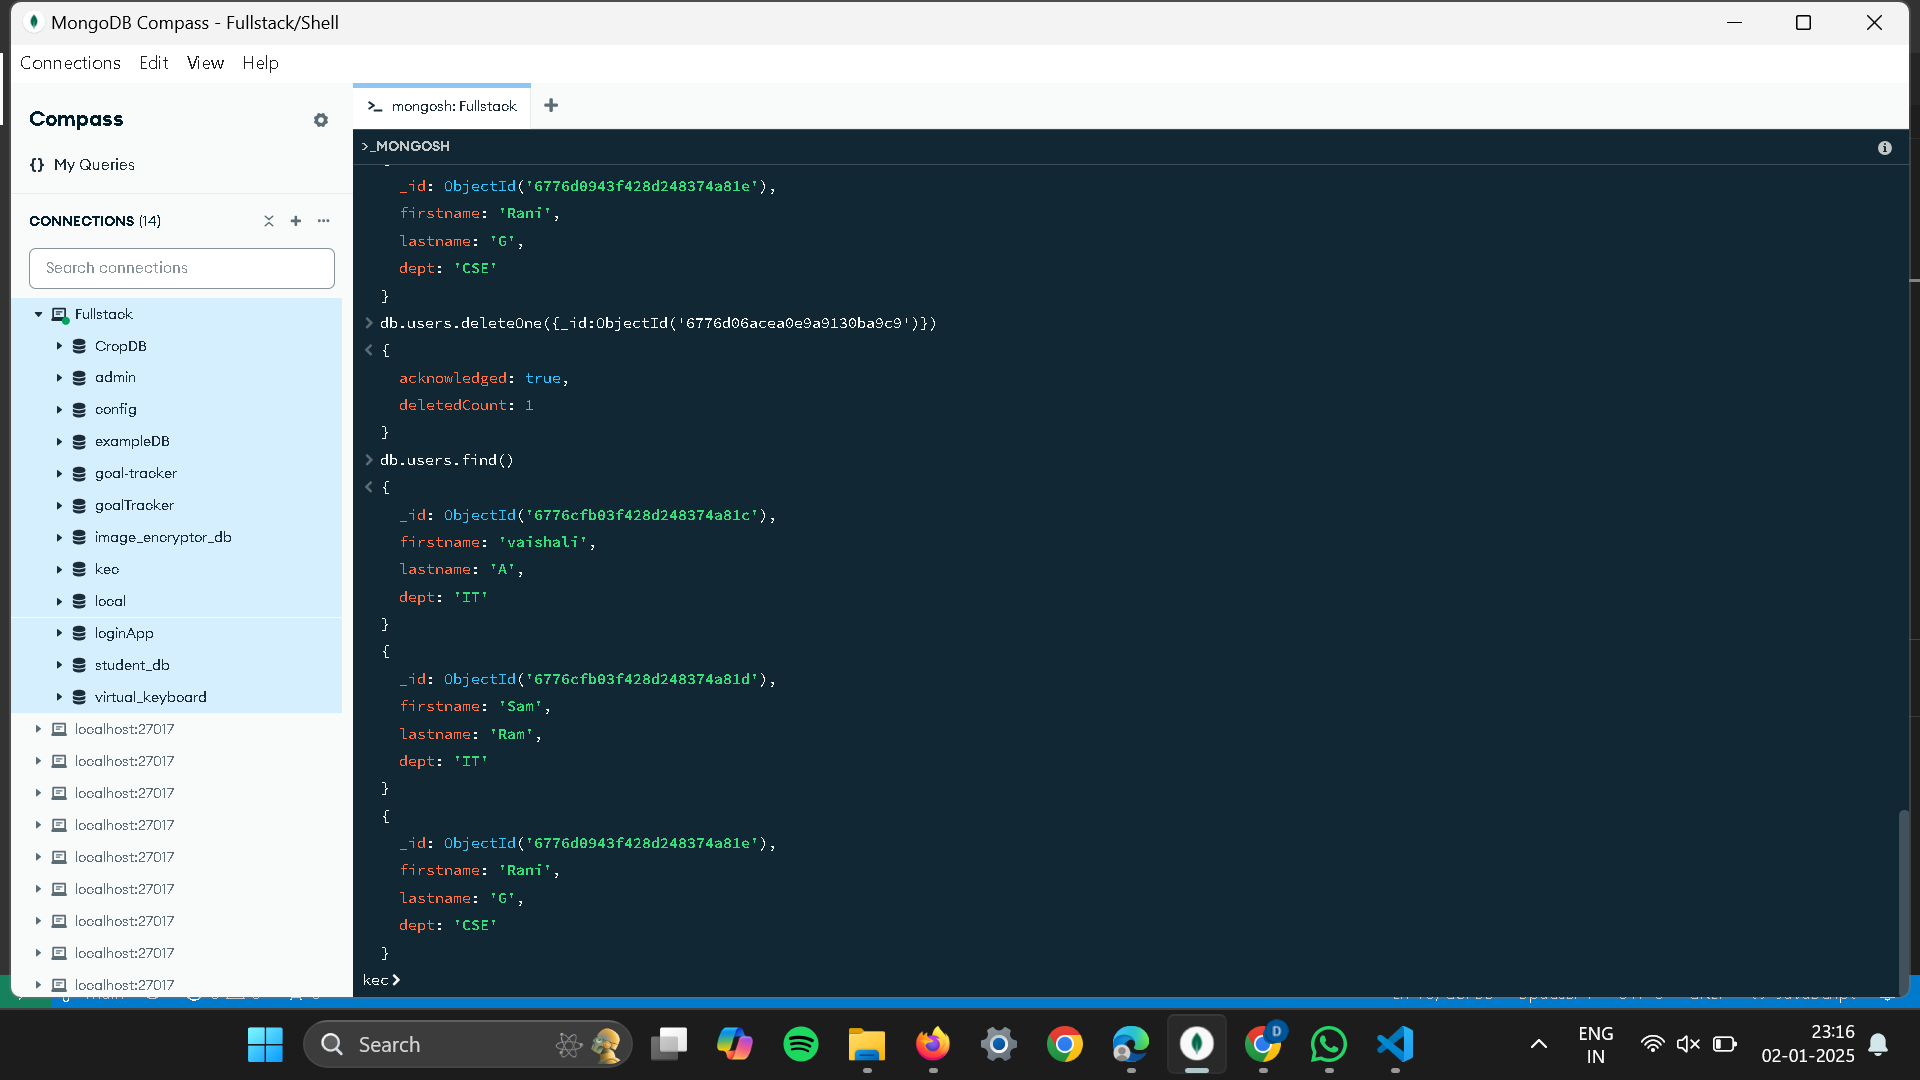 MongoDB Compass - Fullstack/Shell
Connections Edit View Help
Compass
{} My Queries
CONNECTIONS (14)
Search connections
Fullstack
CropDB
admin
config
exampleDB
goal-tracker
goalTracker
image_encryptor_db
kec
local
loginApp
student_db
virtual_keyboard
localhost:27017
localhost:27017
localhost:27017
localhost:27017
localhost:27017
localhost:27017
localhost:27017
localhost:27017
localhost:27017
>_ mongosh: Fullstack +
>_MONGOSH
_id: ObjectId('6776d0943f428d248374a81e'),
firstname: 'Rani',
lastname: 'G',
dept: 'CSE'
}
> db.users.deleteOne({_id:ObjectId('6776d06acea0e9a9130ba9c9')})
< {
acknowledged: true,
deletedCount: 1
}
> db.users.find()
< {
_id: ObjectId('6776cfb03f428d248374a81c'),
firstname: 'vaishali',
lastname: 'A',
dept: 'IT'
}
{
_id: ObjectId('6776cfb03f428d248374a81d'),
firstname: 'Sam',
lastname: 'Ram',
dept: 'IT'
}
{
_id: ObjectId('6776d0943f428d248374a81e'),
firstname: 'Rani',
lastname: 'G',
dept: 'CSE'
}
kec>
Search
D
ENG
IN
23:16
02-01-2025